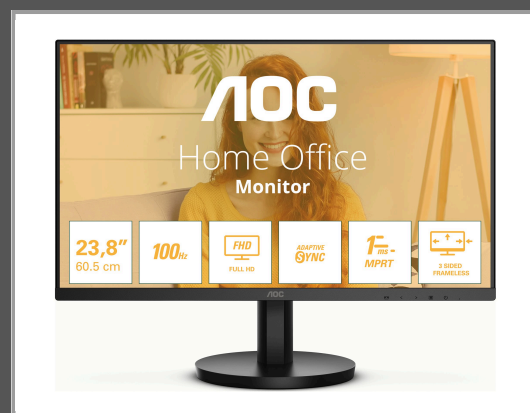 AOC
Home Office
Monitor
23,8”
60.5 cm
100Hz
FHD
FULL HD
ADAPTIVE
SYNC
1ms
MPRT
3 SIDED
FRAMELESS
AOC